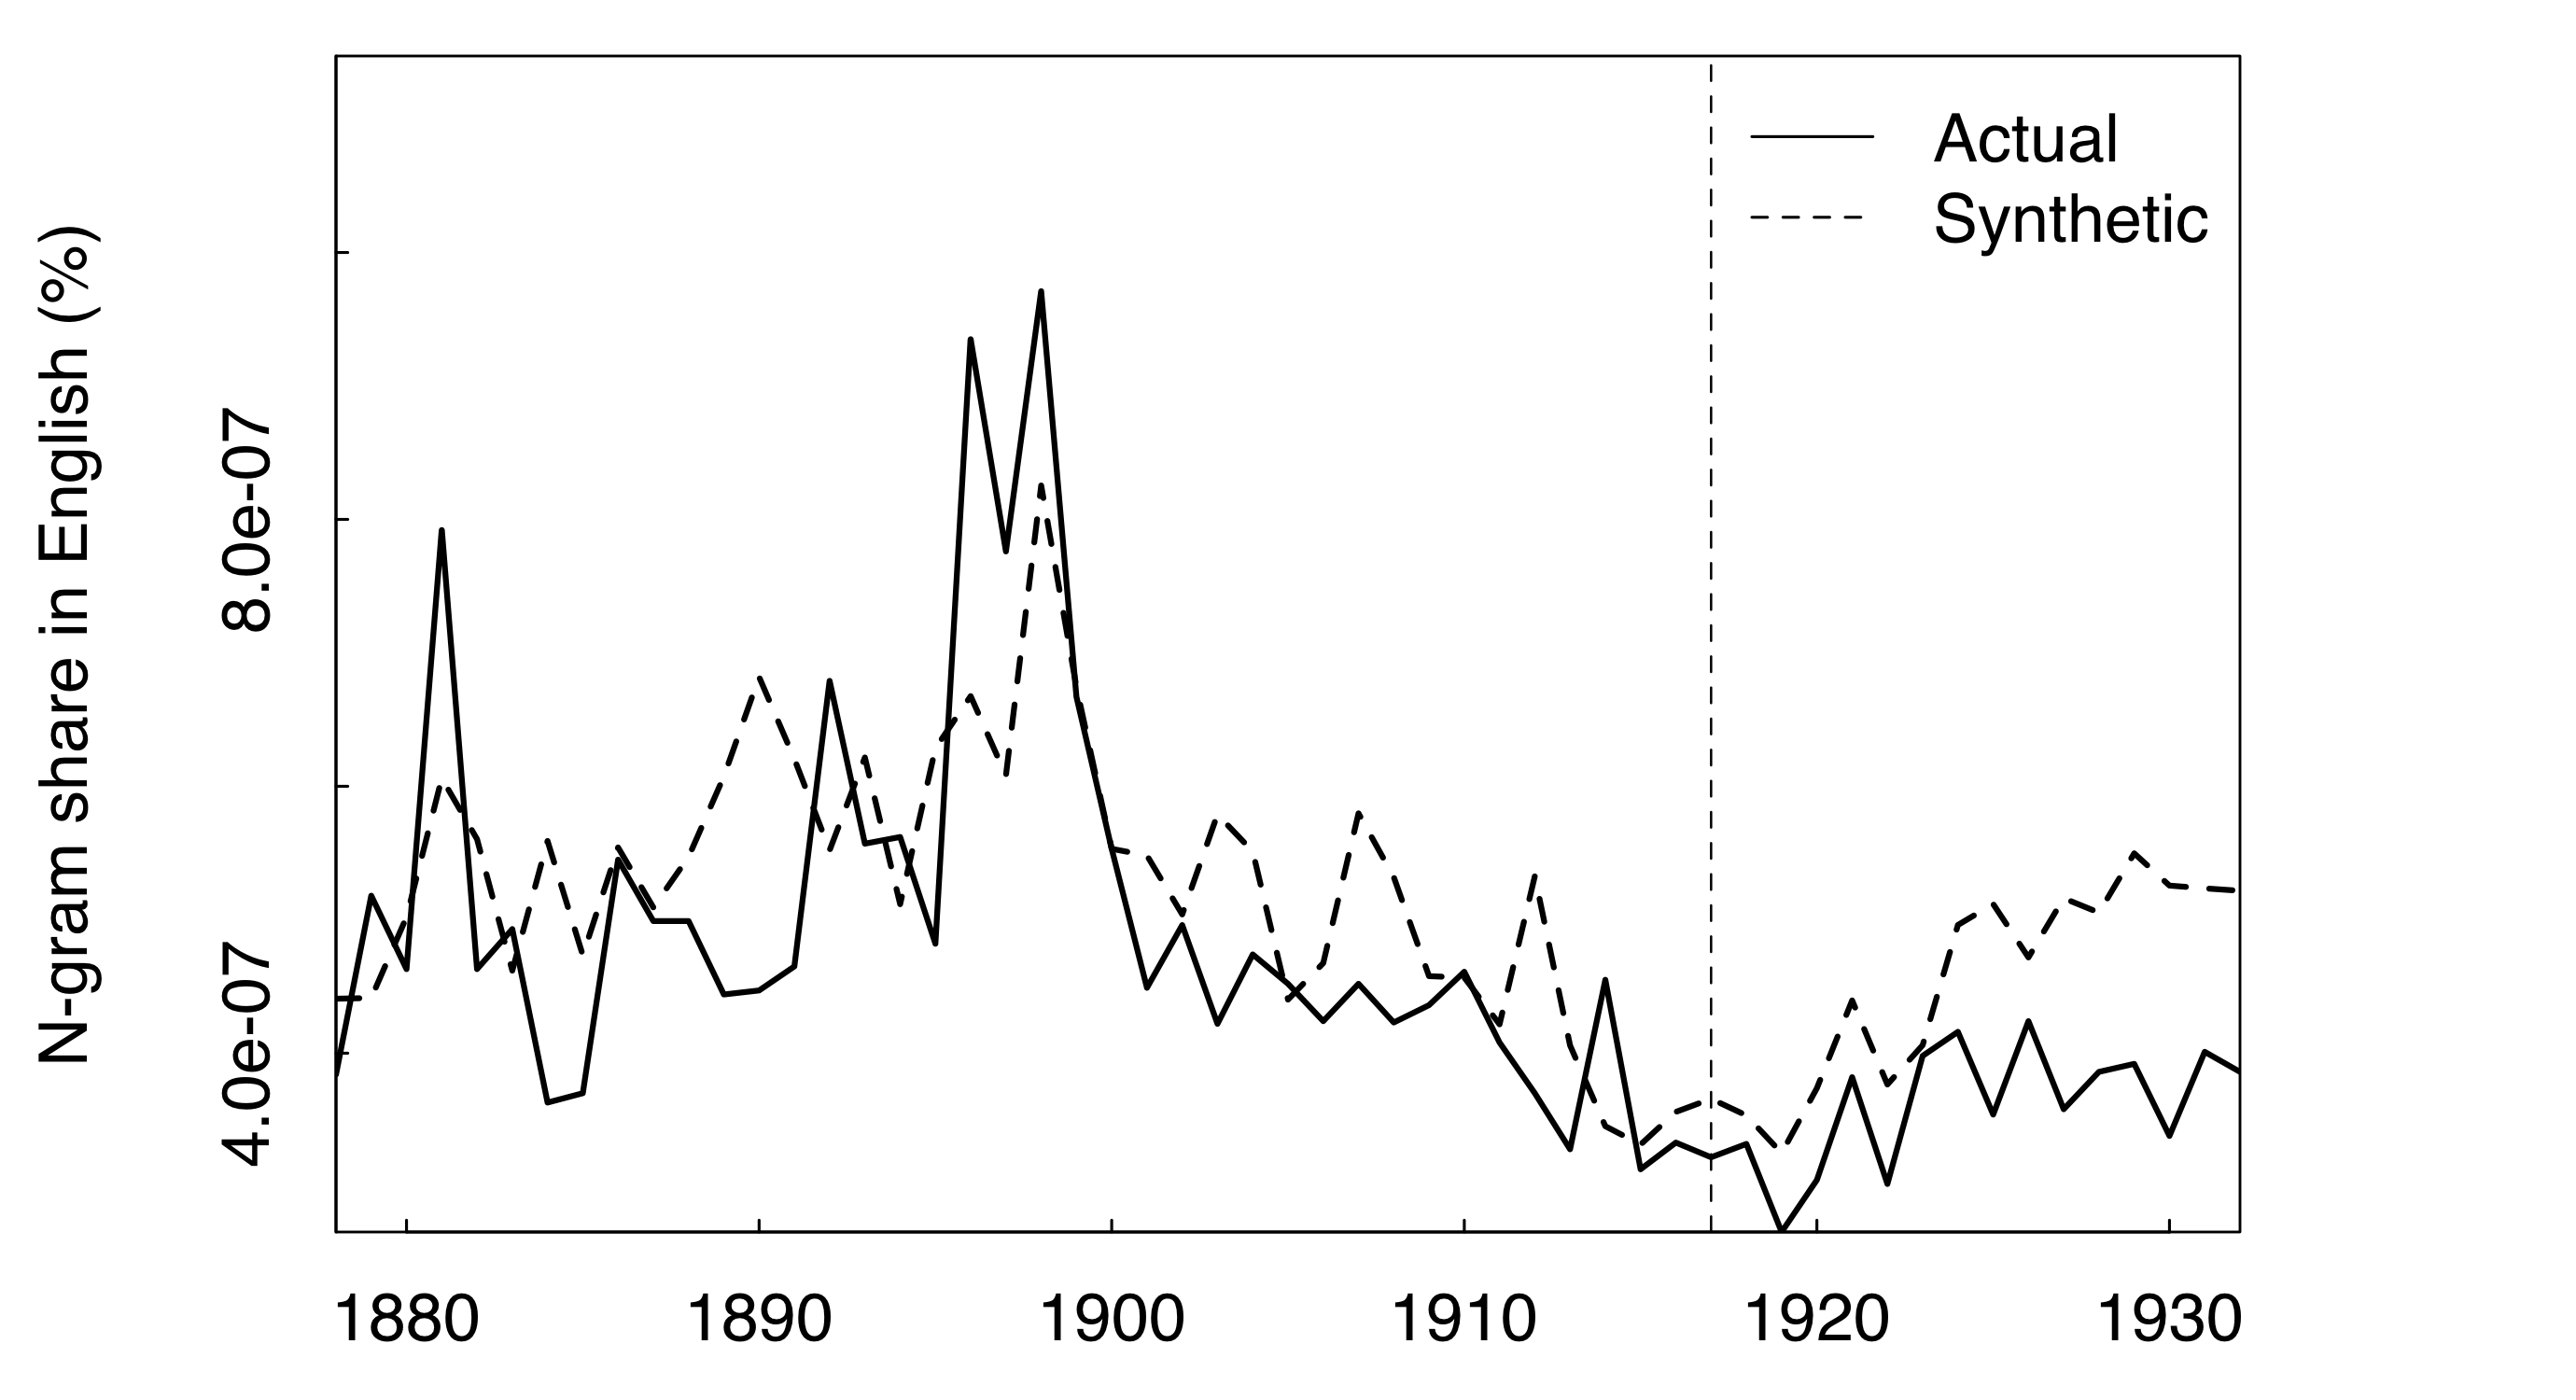 Actual
Synthetic
N-gram share in English (%)
8.0e-07
4.0e-07
1880 1890 1900 1910 1920 1930